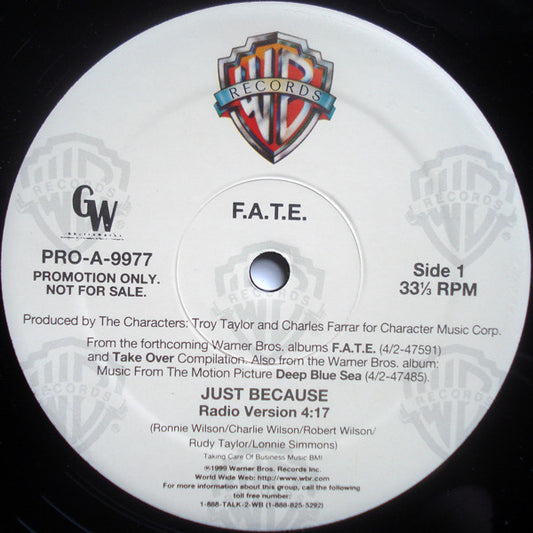 WB
RECORDS
F.A.T.E.
GW
PRO-A-9977
PROMOTION ONLY.
NOT FOR SALE.
Side 1
33⅓ RPM
Produced by The Characters: Troy Taylor and Charles Farrar for Character Music Corp.
From the forthcoming Warner Bros. albums F.A.T.E. (4/2-47591)
and Take Over Compilation. Also from the Warner Bros. album:
Music From The Motion Picture Deep Blue Sea (4/2-47485).
JUST BECAUSE
Radio Version 4:17
(Ronnie Wilson/Charlie Wilson/Robert Wilson/
Rudy Taylor/Lonnie Simmons)
Taking Care Of Business Music BMI
℗1999 Warner Bros. Records Inc.
World Wide Web: http://www.wbr.com
For more information about this group, call the following
toll free number:
1-888-TALK-2-WB (1-888-825-5292)